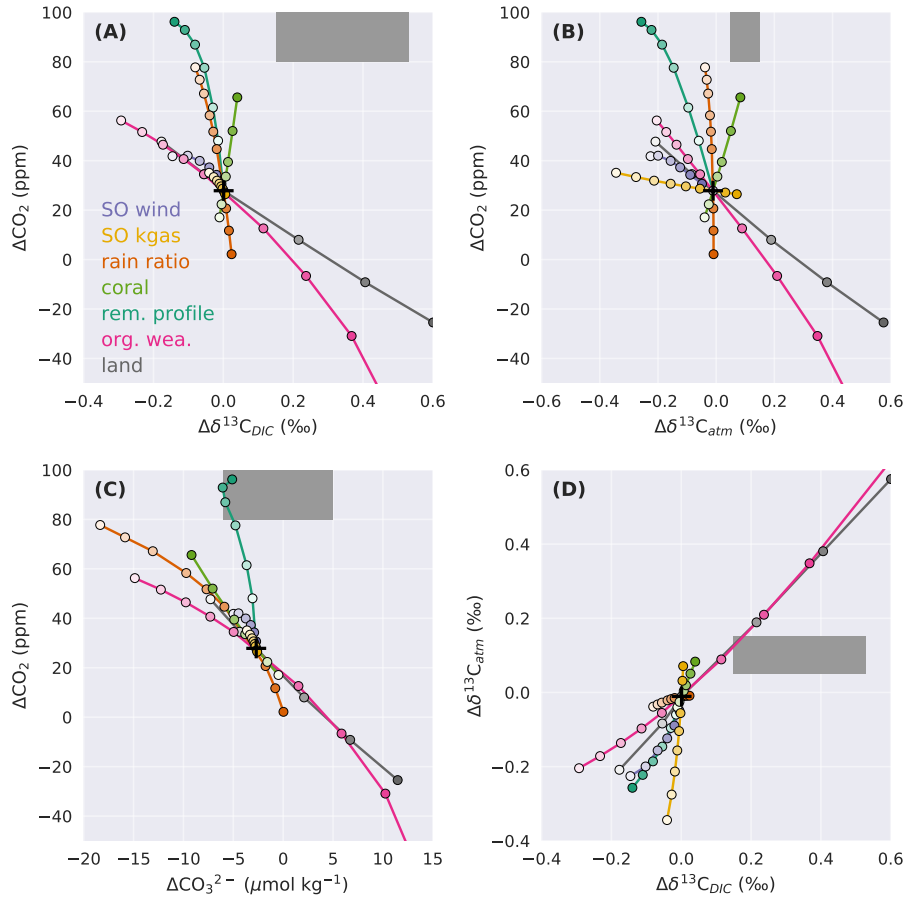 (A)
100
80
60
40
20
0
−20
−40
ΔCO₂ (ppm)
SO wind
SO kgas
rain ratio
coral
rem. profile
org. wea.
land
−0.4 −0.2 0.0 0.2 0.4 0.6
Δδ¹³C_DIC (‰)
(B)
100
80
60
40
20
0
−20
−40
ΔCO₂ (ppm)
−0.6 −0.4 −0.2 0.0 0.2 0.4 0.6
Δδ¹³C_atm (‰)
(C)
100
80
60
40
20
0
−20
−40
ΔCO₂ (ppm)
−20 −15 −10 −5 0 5 10 15
ΔCO₃²⁻ (μmol kg⁻¹)
(D)
0.6
0.4
0.2
0.0
−0.2
−0.4
Δδ¹³C_atm (‰)
−0.4 −0.2 0.0 0.2 0.4 0.6
Δδ¹³C_DIC (‰)